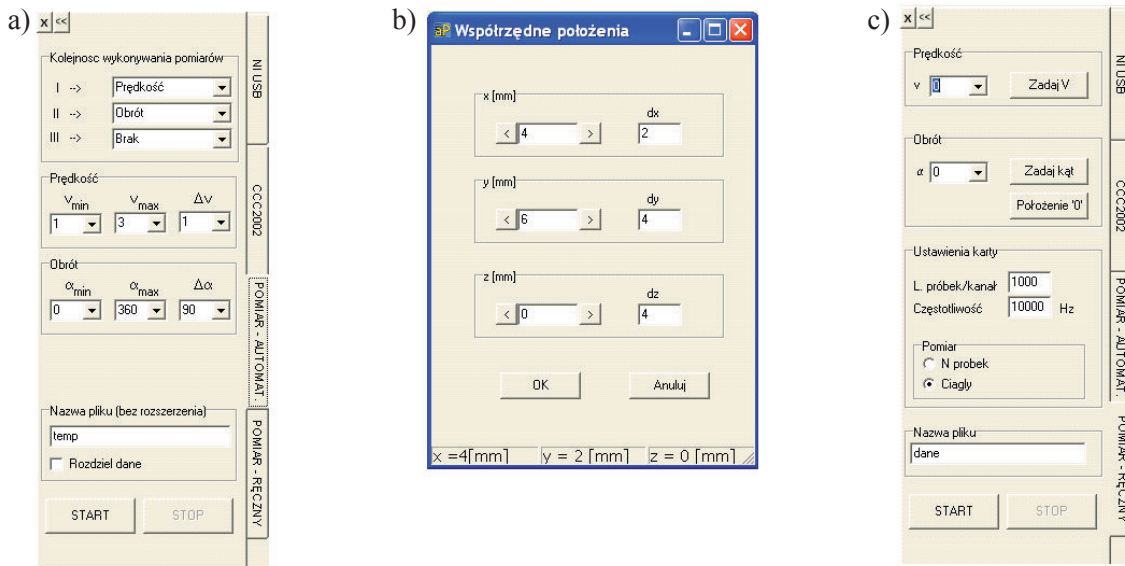 a)
x <<
Kolejnosc wykonywania pomiarów
I --> Prędkość
II --> Obrót
III --> Brak
Prędkość
Vmin Vmax ΔV
1 3 1
Obrót
αmin αmax Δα
0 360 90
Nazwa pliku (bez rozszerzenia)
temp
Rozdziel dane
START STOP
NI USB
CCC2002
POMIAR - AUTOMAT.
POMIAR - RĘCZNY
b)
aP Współrzędne położenia
x [mm]
dx
< 4 > 2
y [mm]
dy
< 6 > 4
z [mm]
dz
< 0 > 4
OK Anuluj
x =4[mm] y = 2 [mm] z = 0 [mm]
c)
x <<
Prędkość
v 0 Zadaj V
Obrót
α 0 Zadaj kąt
Położenie '0'
Ustawienia karty
L. próbek/kanał 1000
Częstotliwość 10000 Hz
Pomiar
N probek
Ciagly
Nazwa pliku
dane
START STOP
NI USB
CCC2002
POMIAR - AUTOMAT.
POMIAR - RĘCZNY